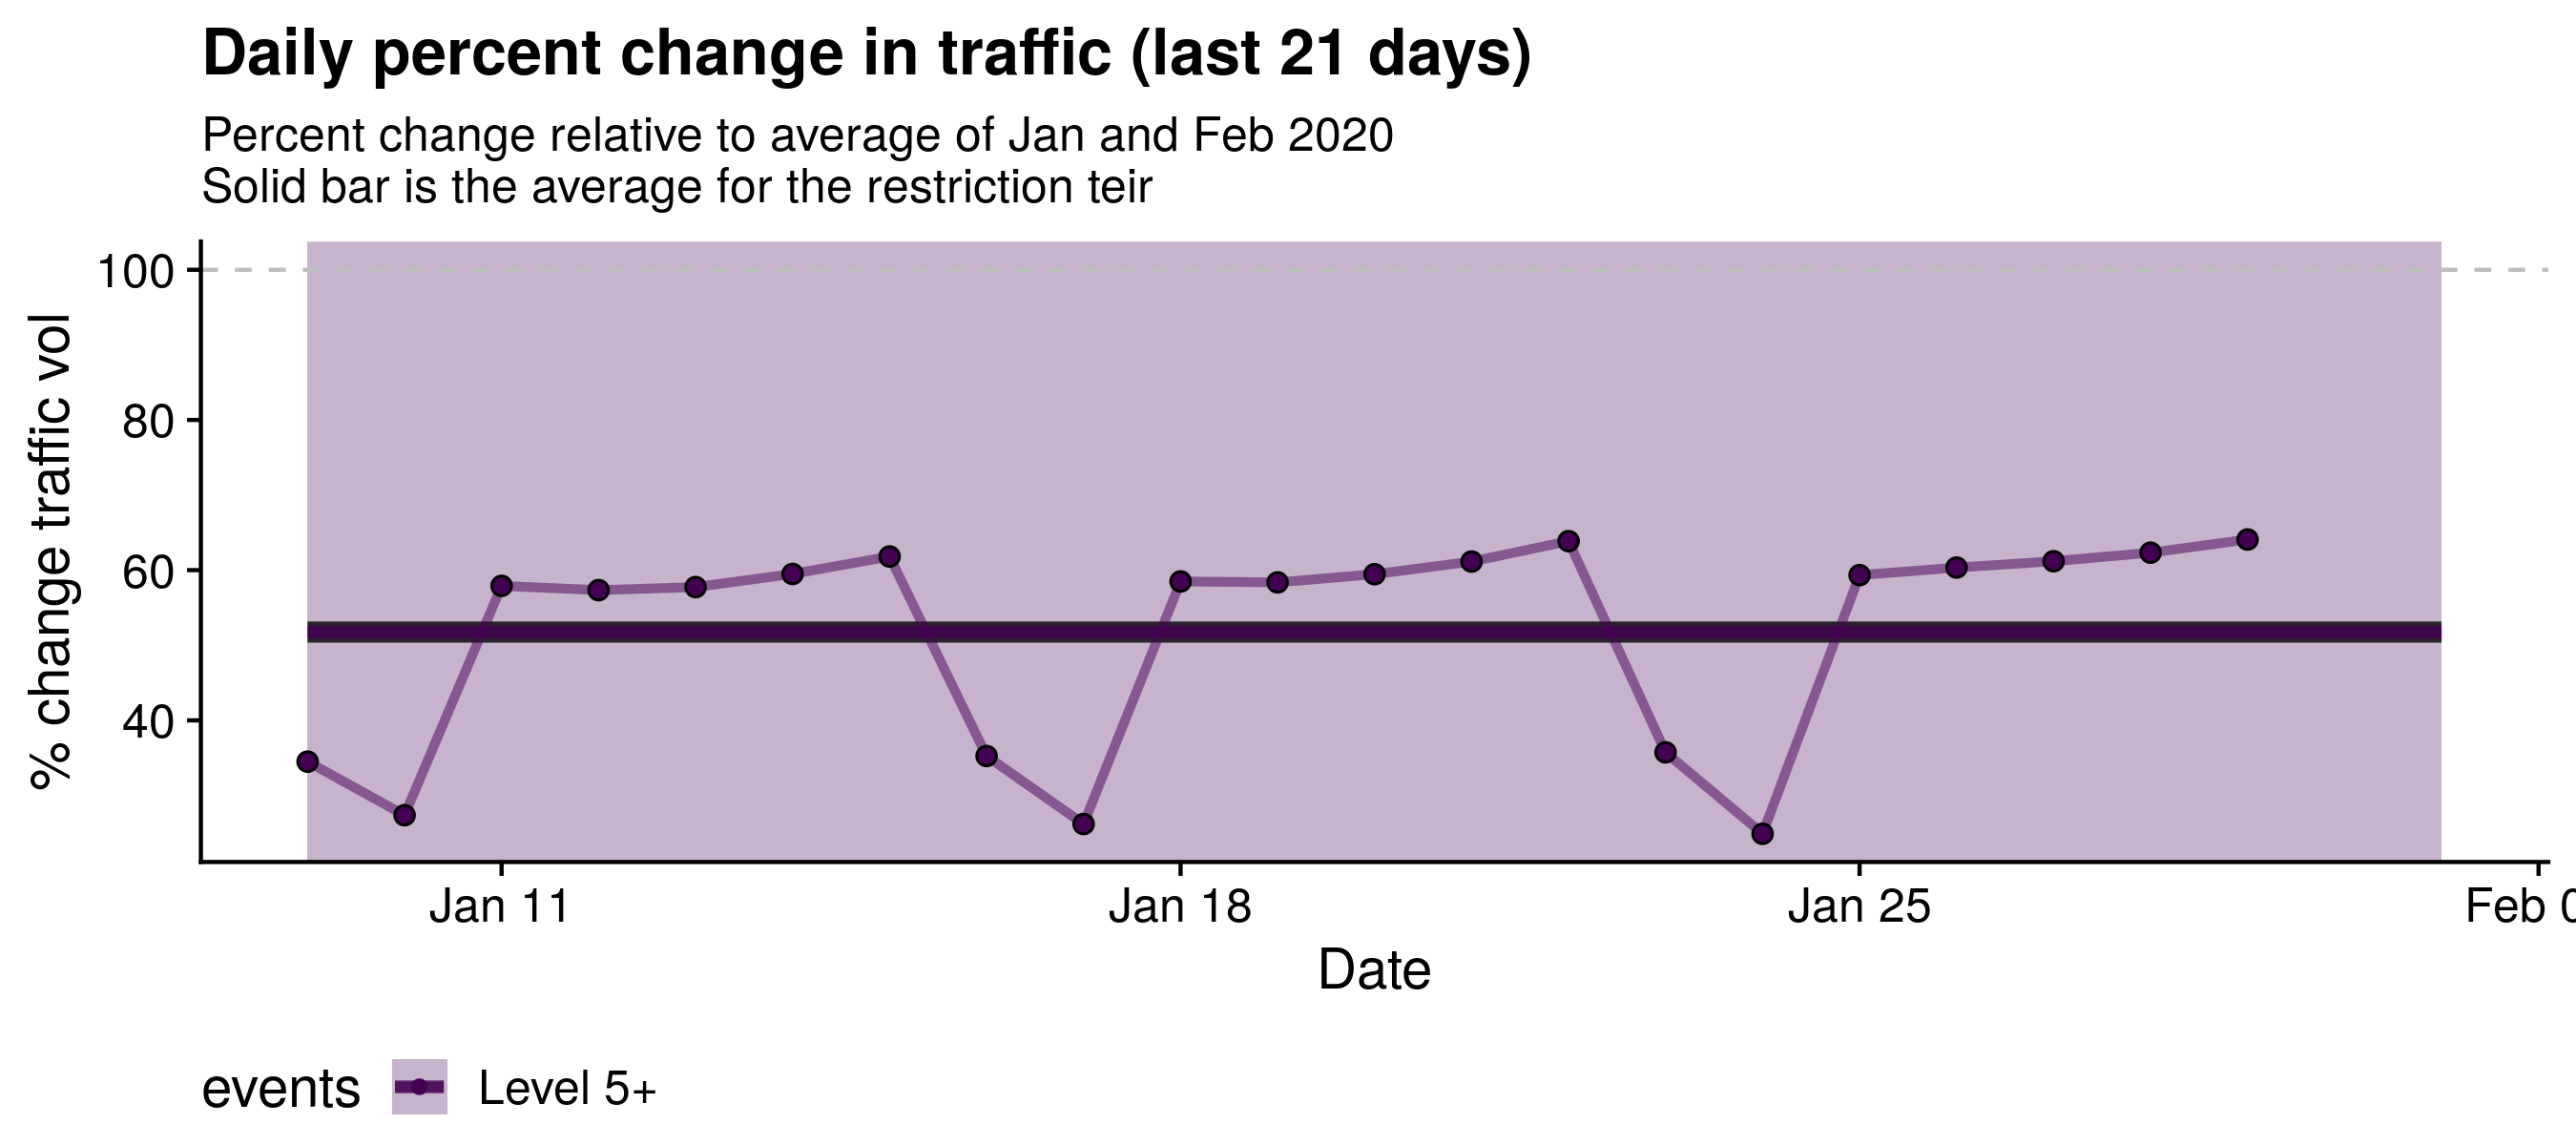 Daily percent change in traffic (last 21 days)
Percent change relative to average of Jan and Feb 2020
Solid bar is the average for the restriction teir
% change traffic vol
100
80
60
40
Jan 11
Jan 18
Jan 25
Feb 0
Date
events
Level 5+